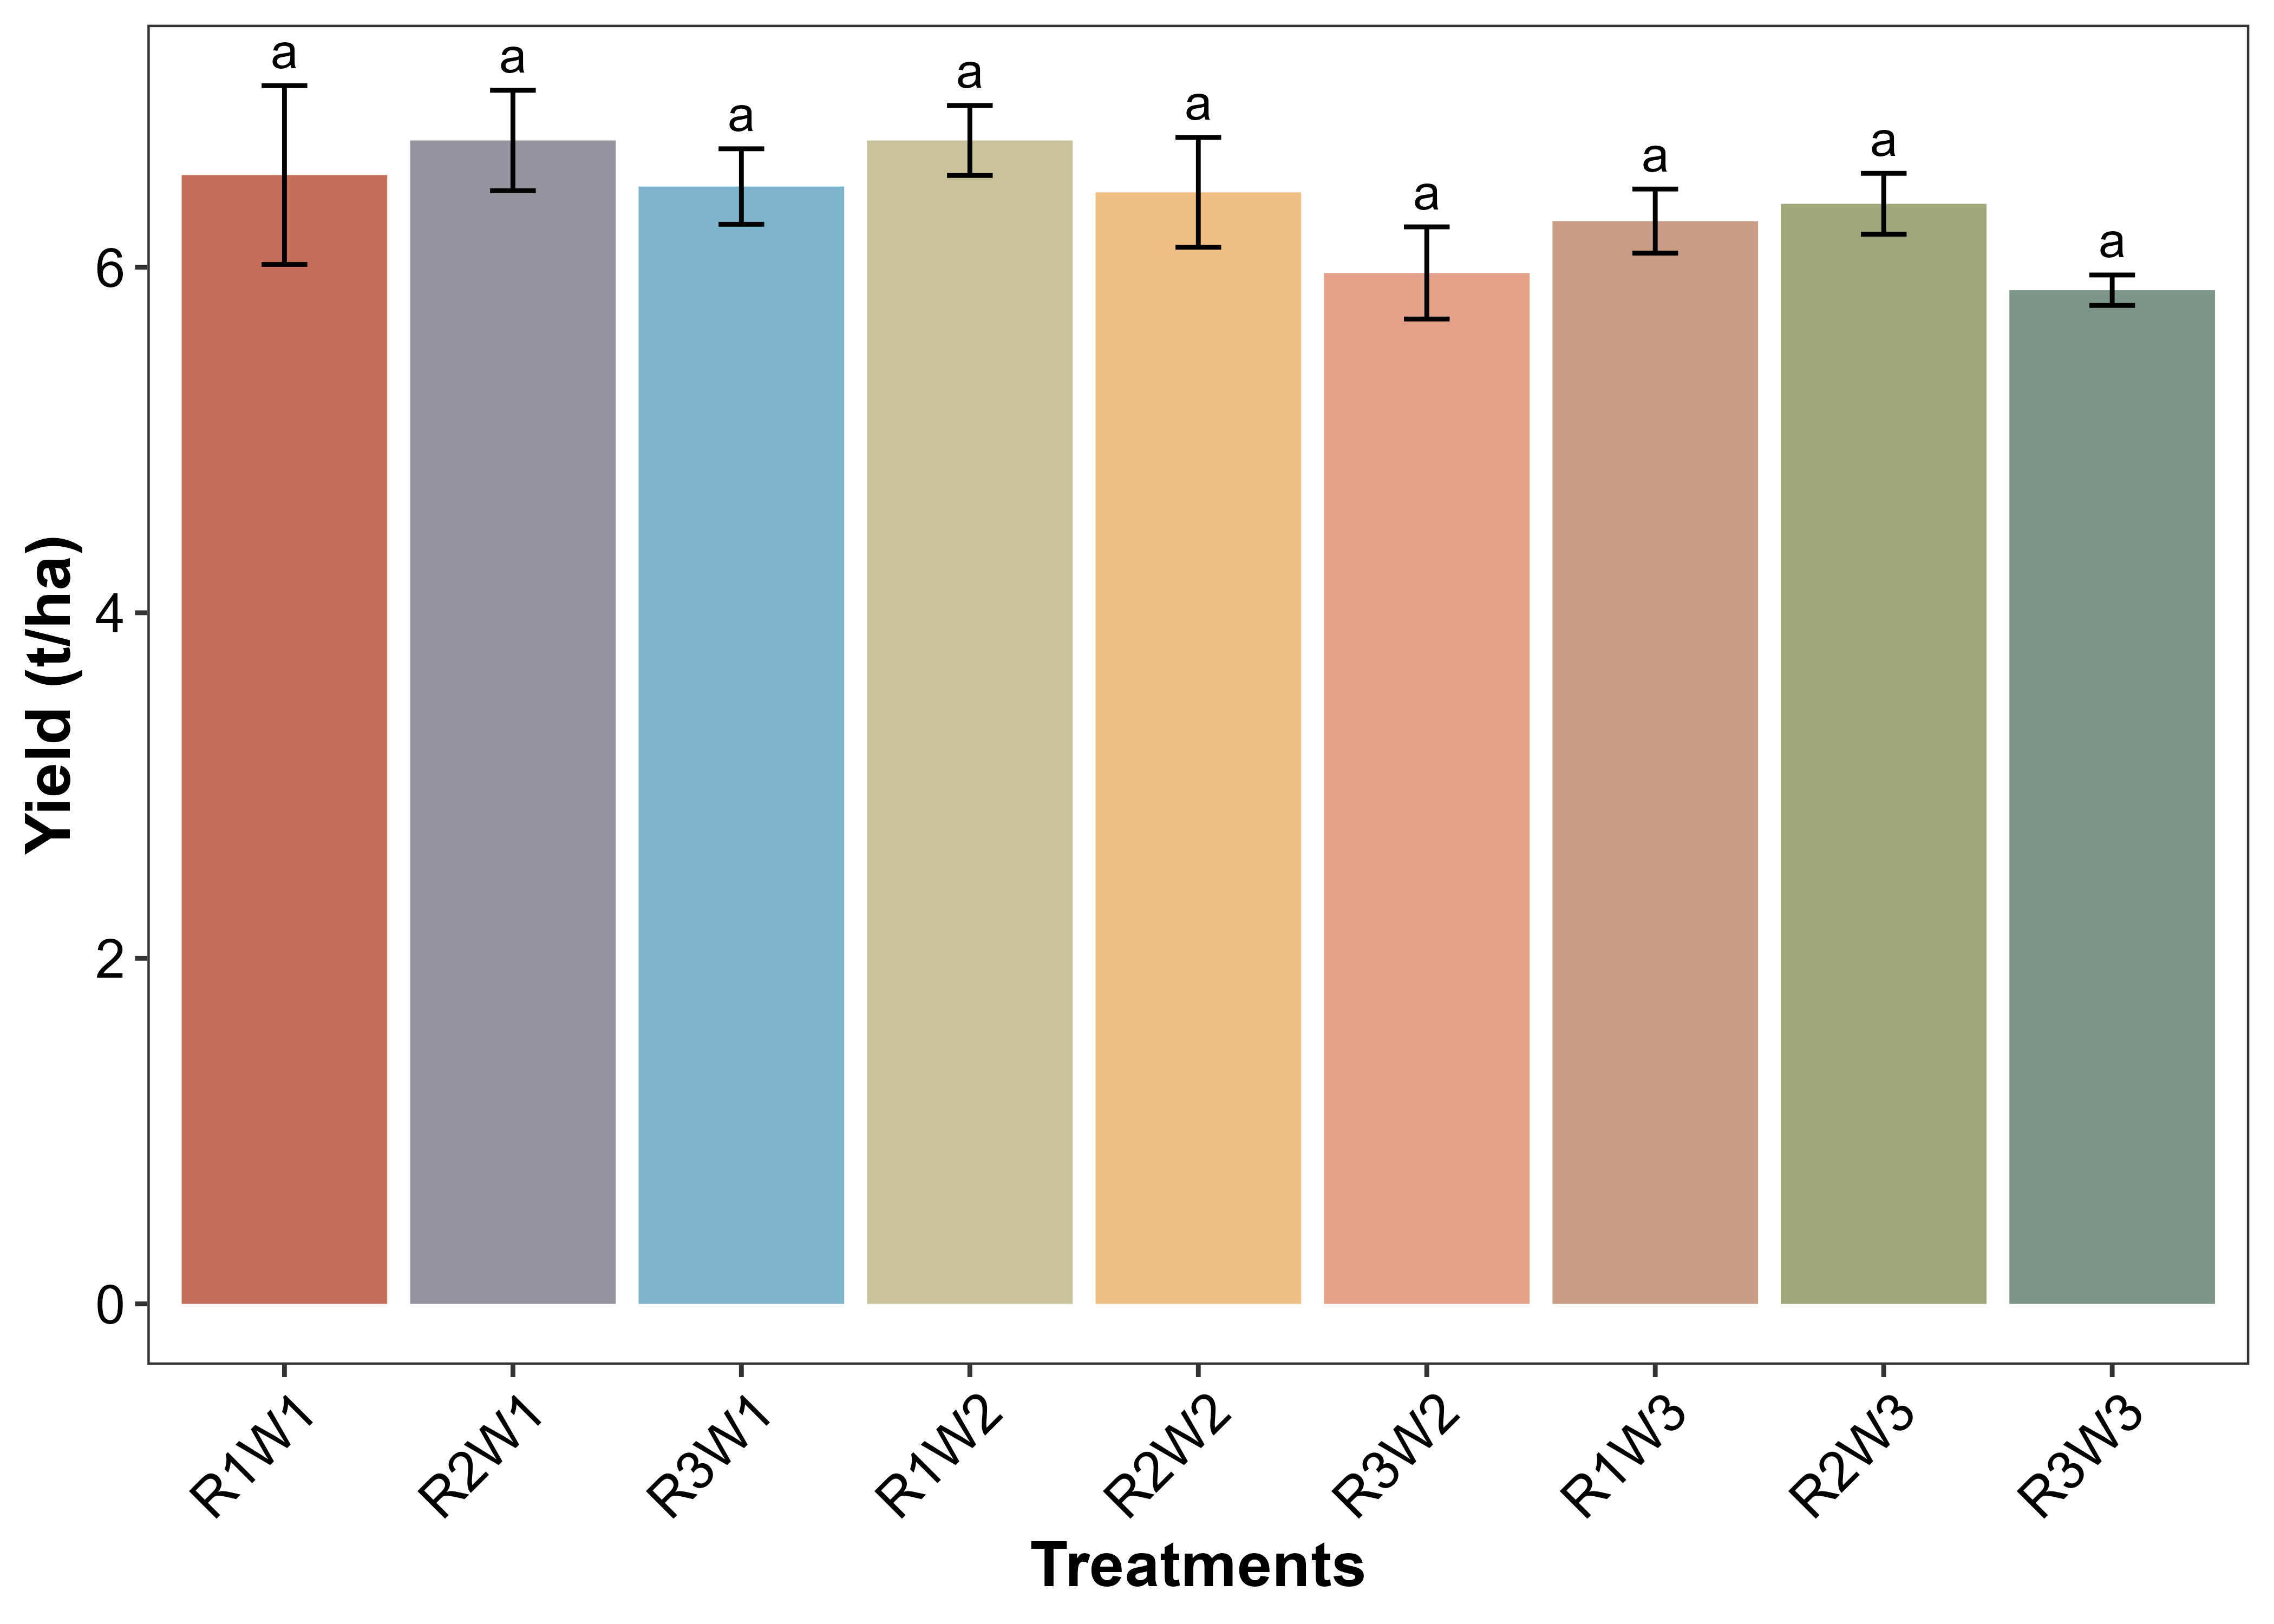 a a a a a a a a a
Yield (t/ha)
6
4
2
0
R1W1 R2W1 R3W1 R1W2 R2W2 R3W2 R1W3 R2W3 R3W3
Treatments